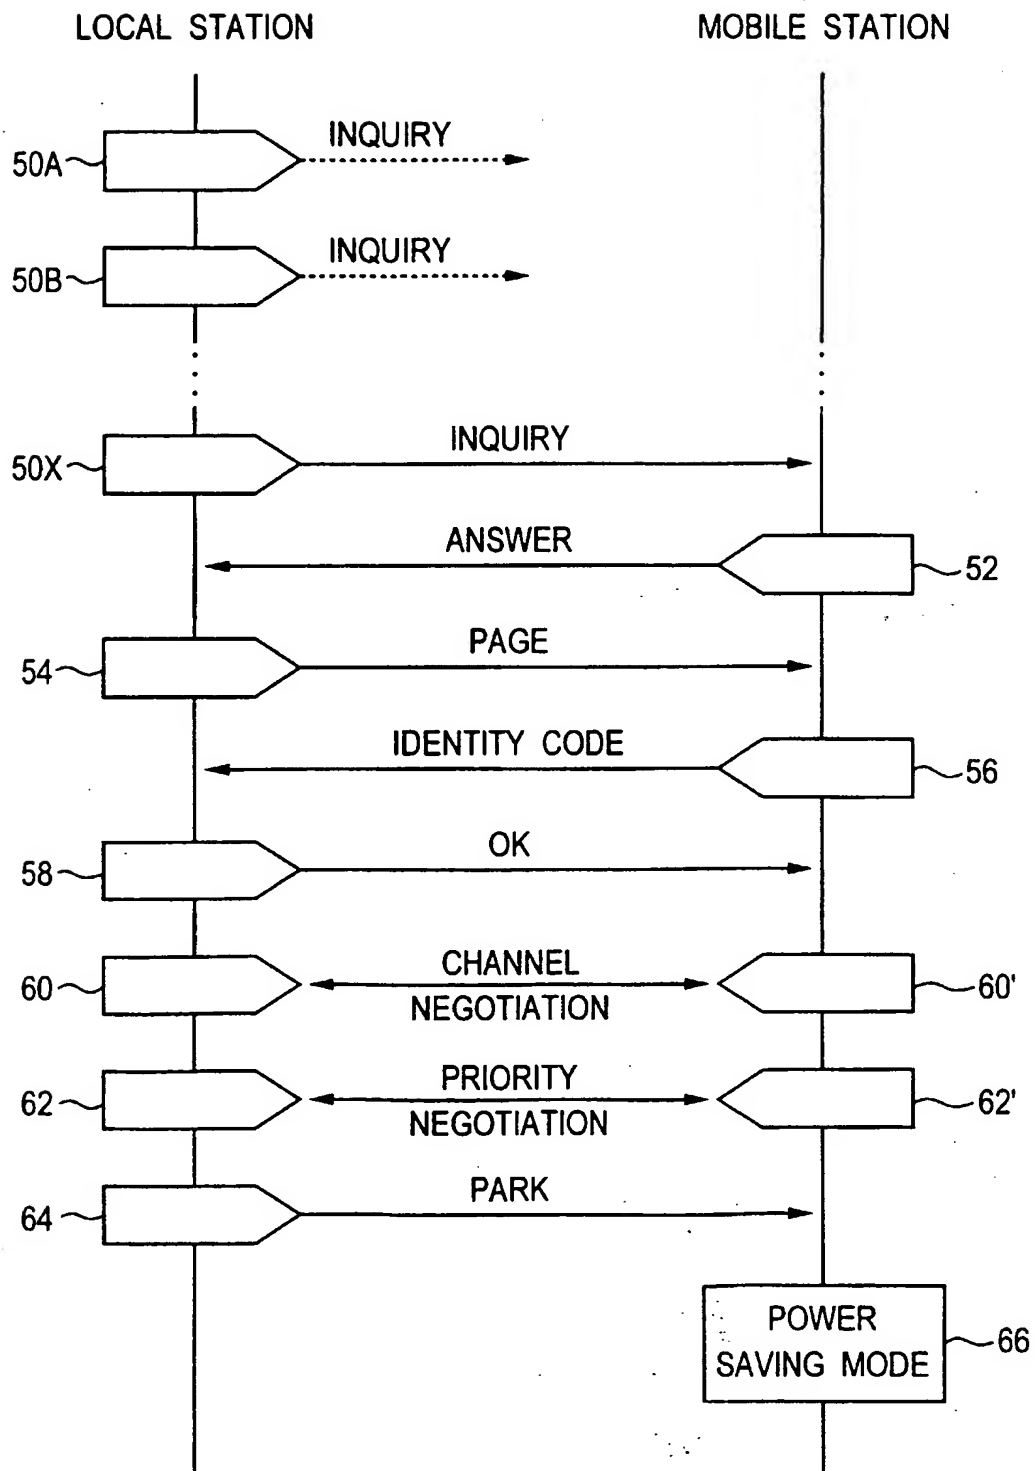 LOCAL STATION
MOBILE STATION
INQUIRY
50A
INQUIRY
50B
INQUIRY
50X
ANSWER
52
PAGE
54
IDENTITY CODE
56
OK
58
CHANNEL
NEGOTIATION
60
60'
PRIORITY
NEGOTIATION
62
62'
PARK
64
POWER
SAVING MODE
66